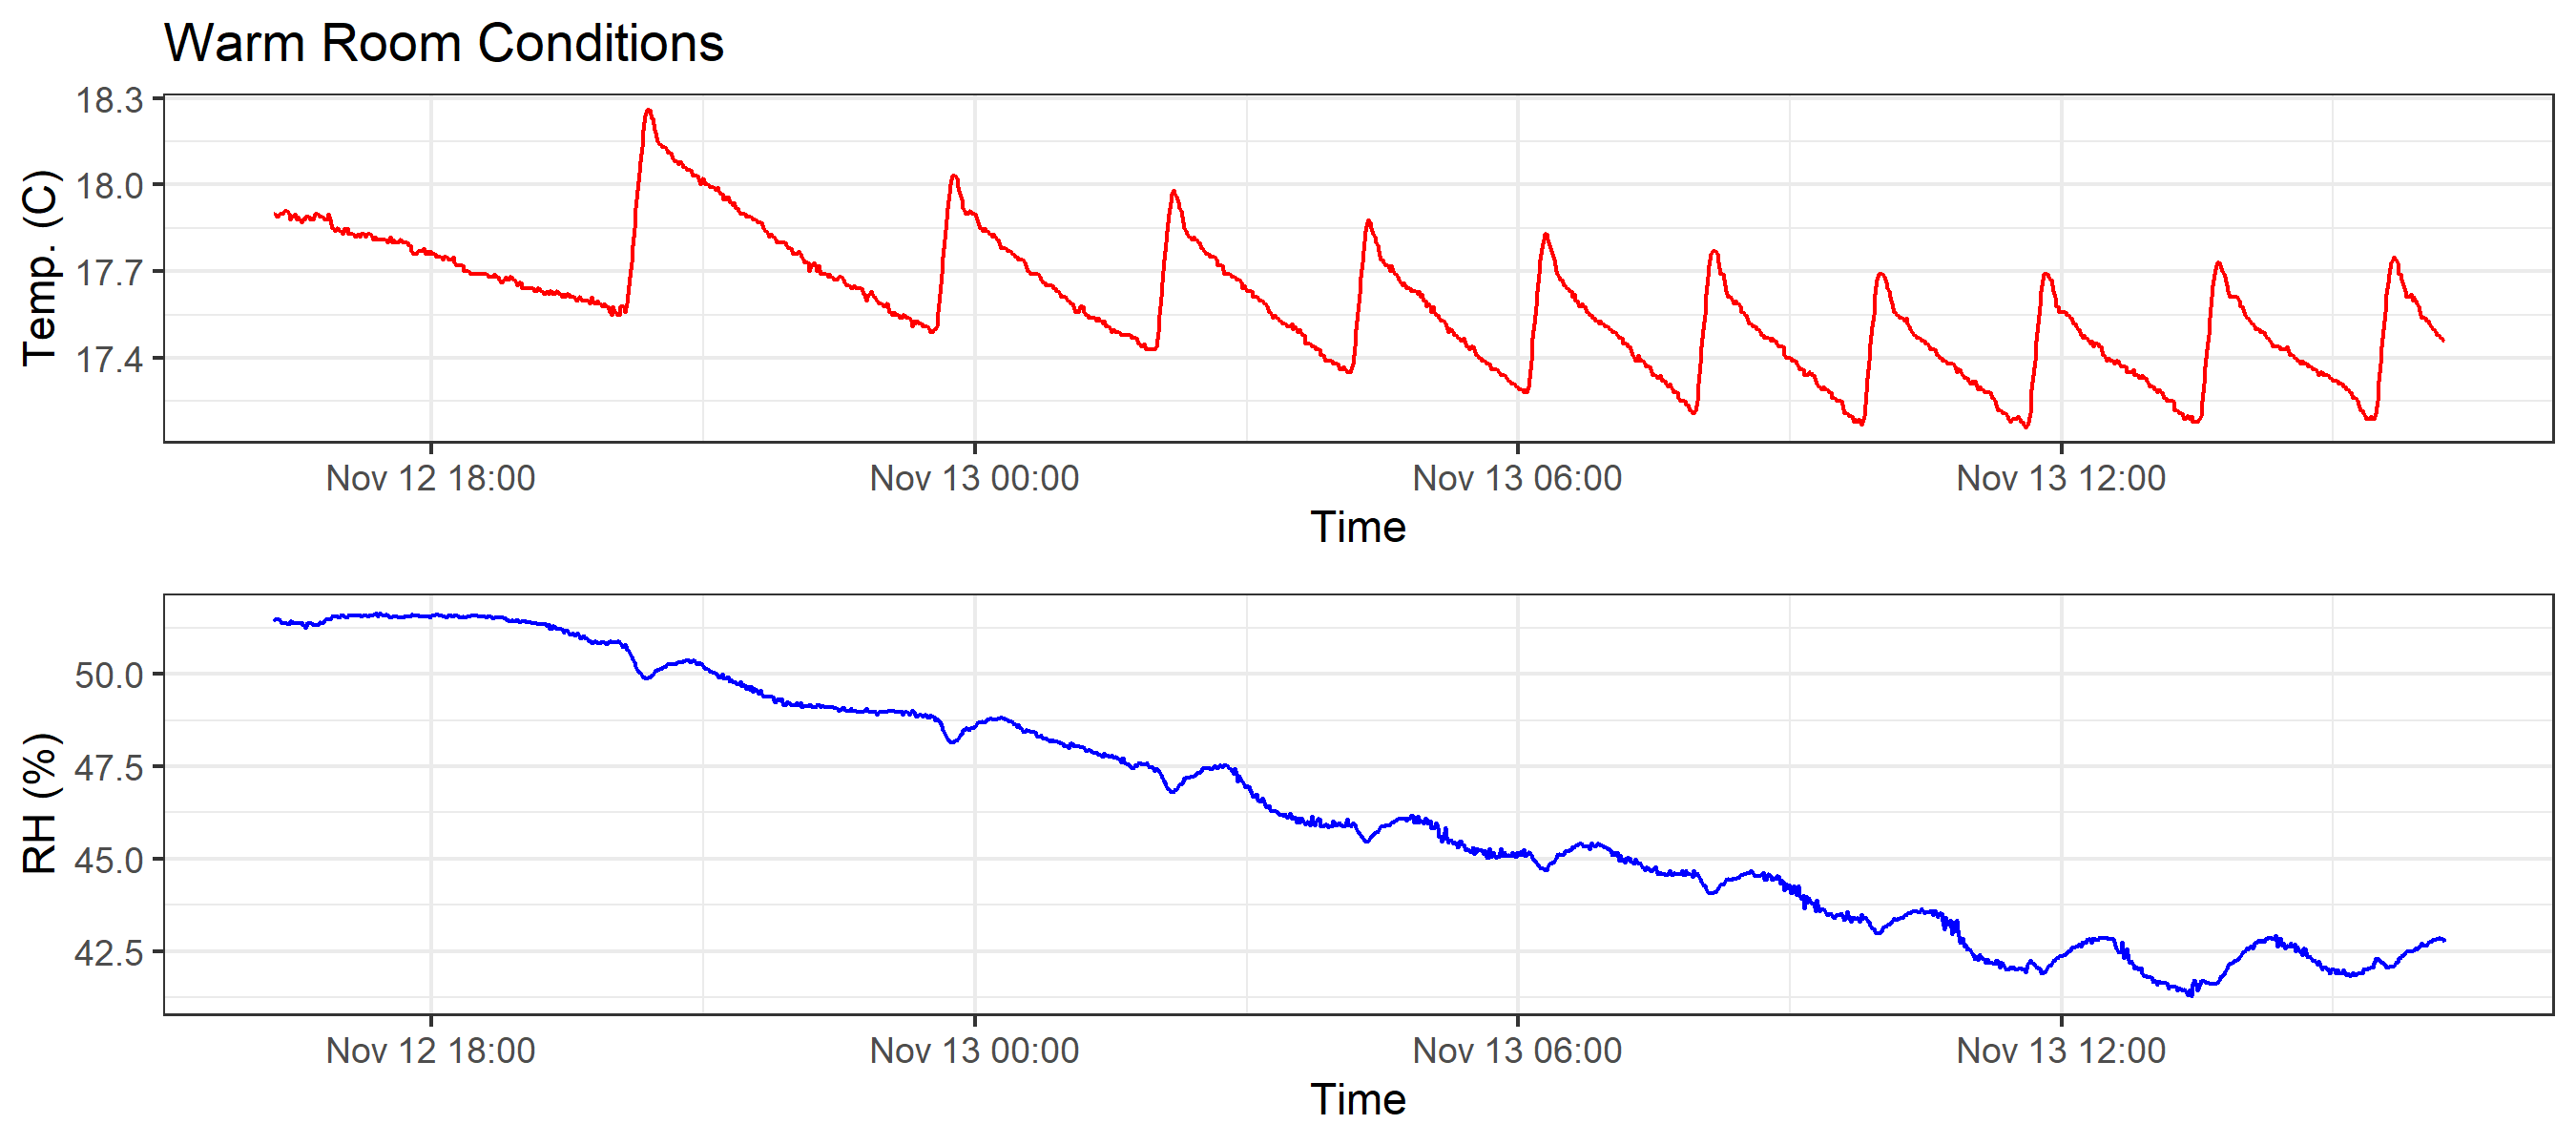 Warm Room Conditions
Temp. (C)
18.3
18.0
17.7
17.4
Nov 12 18:00 Nov 13 00:00 Nov 13 06:00 Nov 13 12:00
Time
RH (%)
50.0
47.5
45.0
42.5
Nov 12 18:00 Nov 13 00:00 Nov 13 06:00 Nov 13 12:00
Time